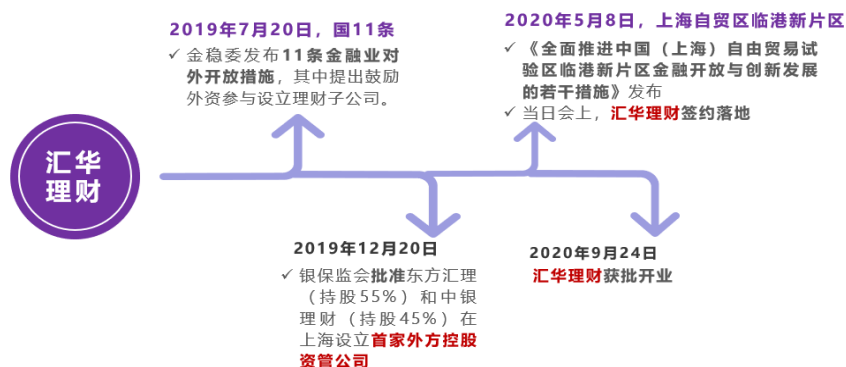 汇华
理财
2019年7月20日，国11条
✓ 金稳委发布11条金融业对
外开放措施，其中提出鼓励
外资参与设立理财子公司。
2019年12月20日
✓ 银保监会批准东方汇理
（持股55%）和中银
理财（持股45%）在
上海设立首家外方控股
资管公司
2020年5月8日，上海自贸区临港新片区
✓ 《全面推进中国（上海）自由贸易试
验区临港新片区金融开放与创新发展
的若干措施》发布
✓ 当日会上，汇华理财签约落地
2020年9月24日
汇华理财获批开业